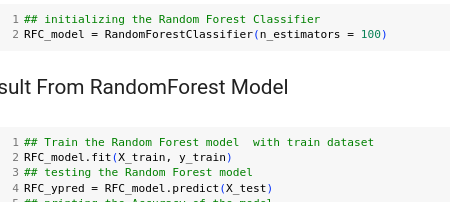 1 ## initializing the Random Forest Classifier
2 RFC_model = RandomForestClassifier(n_estimators = 100)
sult From RandomForest Model
1 ## Train the Random Forest model  with train dataset
2 RFC_model.fit(X_train, y_train)
3 ## testing the Random Forest model
4 RFC_ypred = RFC_model.predict(X_test)
5 ## printing the Accuracy of the model